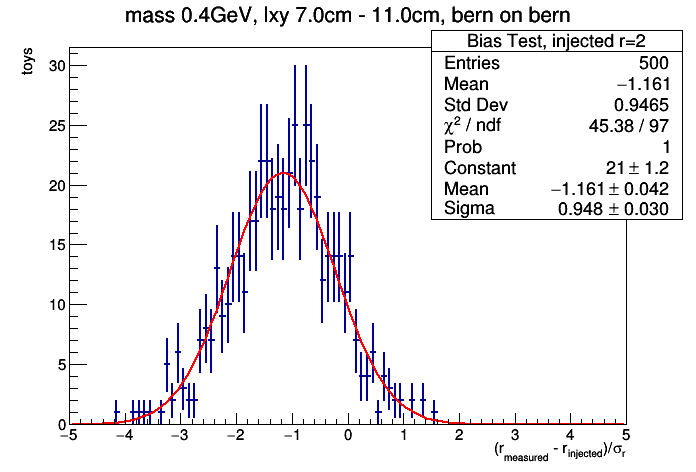 mass 0.4GeV, lxy 7.0cm - 11.0cm, bern on bern
Bias Test, injected r=2
Entries 500
Mean −1.161
Std Dev 0.9465
χ² / ndf 45.38 / 97
Prob 1
Constant 21 ± 1.2
Mean −1.161 ± 0.042
Sigma 0.948 ± 0.030
toys
30
25
20
15
10
5
0
−5 −4 −3 −2 −1 0 1 2 3 4 5
(r_measured - r_injected)/σ_r